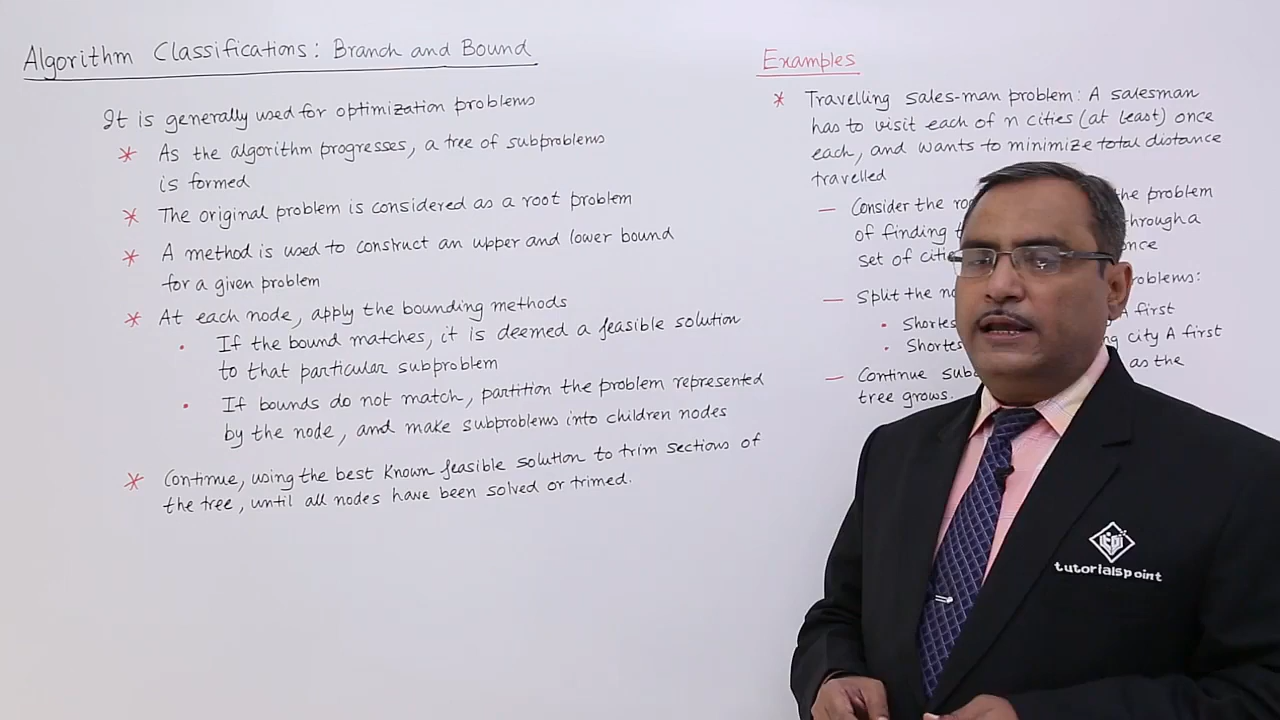 Algorithm Classifications: Branch and Bound
It is generally used for optimization problems
* As the algorithm progresses, a tree of subproblems
is formed
* The original problem is considered as a root problem
* A method is used to construct an upper and lower bound
for a given problem
* At each node, apply the bounding methods
• If the bound matches, it is deemed a feasible solution
to that particular subproblem
• If bounds do not match, partition the problem represented
by the node, and make subproblems into children nodes
* Continue, using the best known feasible solution to trim sections of
the tree, until all nodes have been solved or trimed.
Examples
* Travelling sales-man problem: A salesman
has to visit each of n cities (at least) once
each, and wants to minimize total distance
travelled
— Consider the the problem
of finding through a
set of
— Split the
• first
• city A first
— Continue as the
tree grows.
tutorialspoint